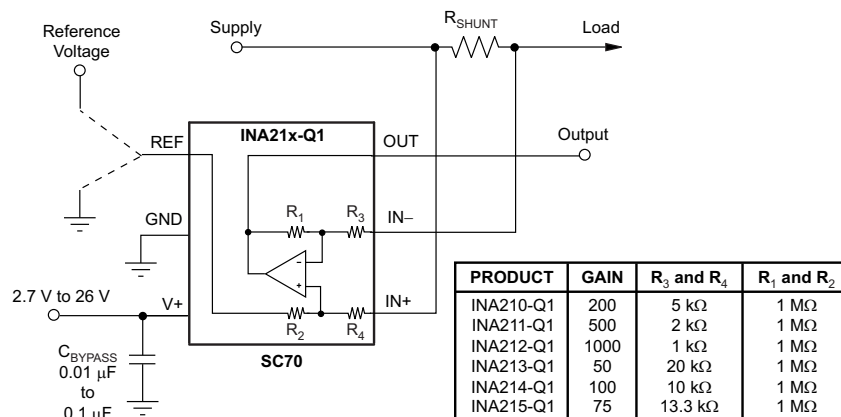 R_SHUNT
Supply
Load
Reference
Voltage
INA21x-Q1
REF
OUT
Output
GND
R1
R3
IN−
−
+
2.7 V to 26 V
V+
R2
R4
IN+
C_BYPASS
0.01 μF
to
0.1 μF
SC70
PRODUCT GAIN R3 and R4 R1 and R2
INA210-Q1 200 5 kΩ 1 MΩ
INA211-Q1 500 2 kΩ 1 MΩ
INA212-Q1 1000 1 kΩ 1 MΩ
INA213-Q1 50 20 kΩ 1 MΩ
INA214-Q1 100 10 kΩ 1 MΩ
INA215-Q1 75 13.3 kΩ 1 MΩ